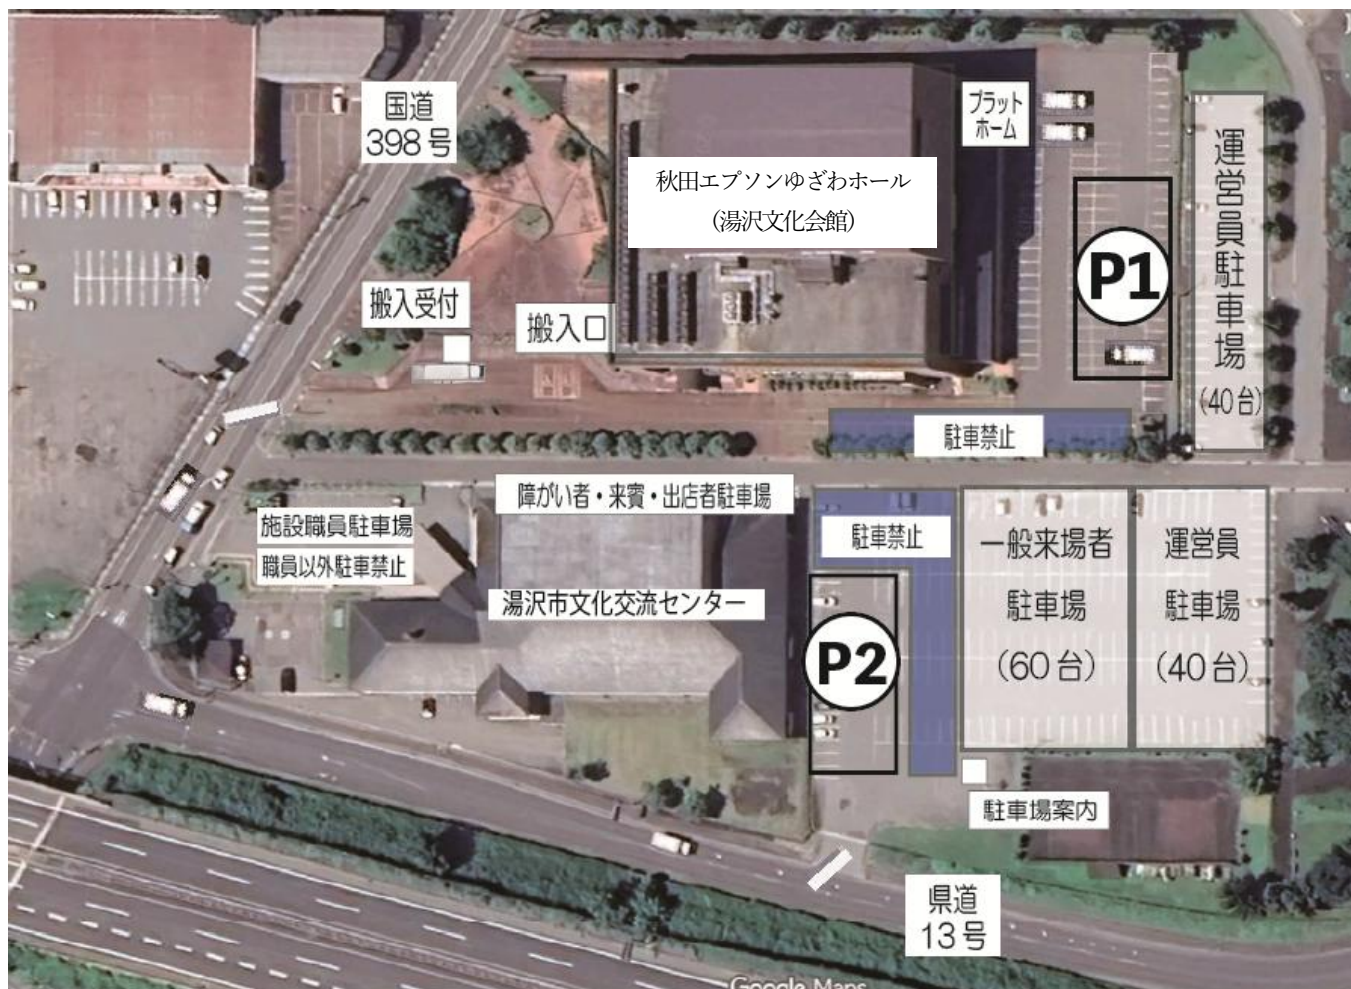 国道
398号
プラット
ホーム
運営員駐車場
(40台)
秋田エプソンゆざわホール
(湯沢文化会館)
P1
搬入受付
搬入口
駐車禁止
障がい者・来賓・出店者駐車場
施設職員駐車場
職員以外駐車禁止
駐車禁止
一般来場者
駐車場
(60台)
運営員
駐車場
(40台)
湯沢市文化交流センター
P2
駐車場案内
県道
13号
Google Maps